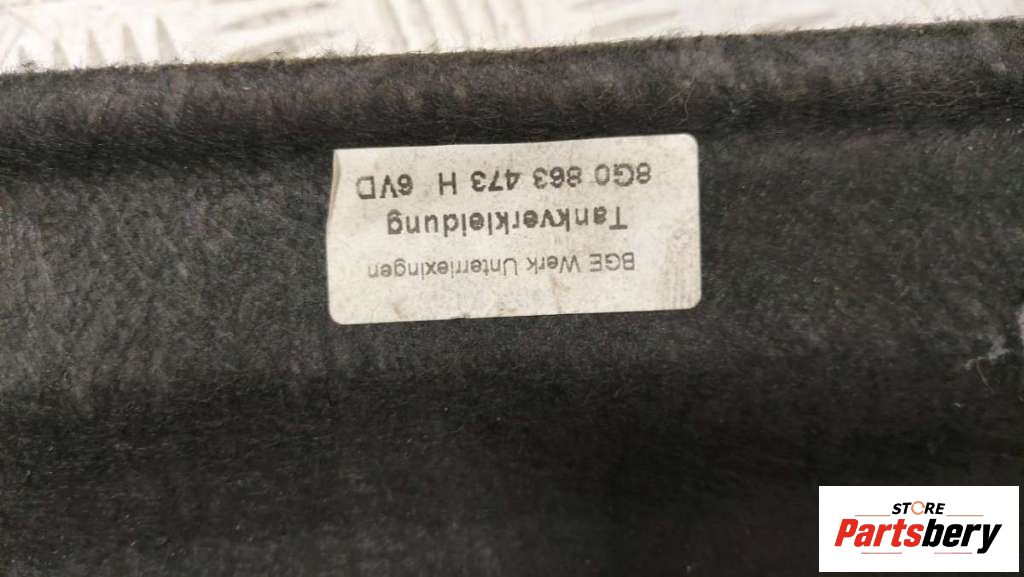 8G0 863 473 H 6VD
Tankverkleidung
BGE Werk Unterriexingen
STORE
Partsbery